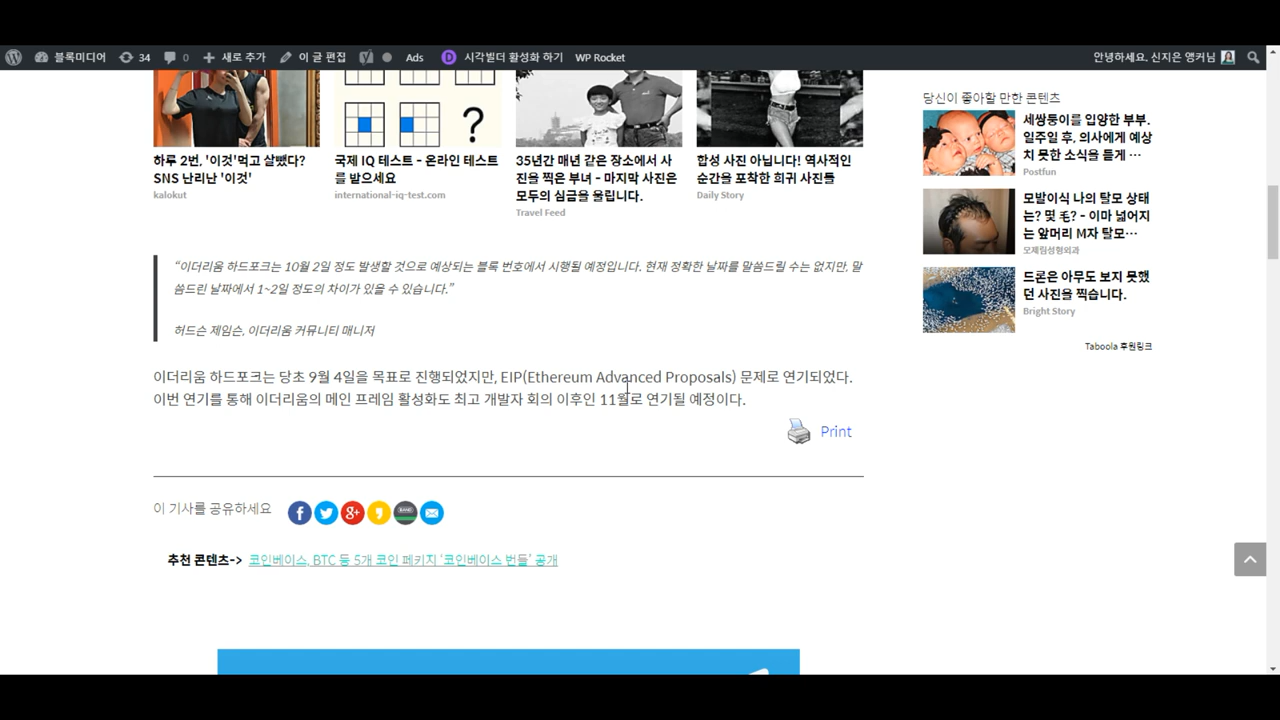 블록미디어 34 0 새로 추가 이 글 편집 Ads 시각빌더 활성화 하기 WP Rocket 안녕하세요, 신지은 앵커님
?
하루 2번, '이것'먹고 살뺐다?
SNS 난리난 '이것'
kalokut
국제 IQ 테스트 - 온라인 테스트
를 받으세요
international-iq-test.com
35년간 매년 같은 장소에서 사
진을 찍은 부녀 - 마지막 사진은
모두의 심금을 울립니다.
Travel Feed
합성 사진 아닙니다! 역사적인
순간을 포착한 희귀 사진들
Daily Story
“이더리움 하드포크는 10월 2일 정도 발생할 것으로 예상되는 블록 번호에서 시행될 예정입니다. 현재 정확한 날짜를 말씀드릴 수는 없지만, 말
씀드린 날짜에서 1~2일 정도의 차이가 있을 수 있습니다.”
허드슨 제임슨, 이더리움 커뮤니티 매니저
이더리움 하드포크는 당초 9월 4일을 목표로 진행되었지만, EIP(Ethereum Advanced Proposals) 문제로 연기되었다.
이번 연기를 통해 이더리움의 메인 프레임 활성화도 최고 개발자 회의 이후인 11월로 연기될 예정이다.
Print
이 기사를 공유하세요
추천 콘텐츠-> 코인베이스, BTC 등 5개 코인 페키지 '코인베이스 번들' 공개
당신이 좋아할 만한 콘텐츠
세쌍둥이를 입양한 부부.
일주일 후, 의사에게 예상
치 못한 소식을 듣게 …
Postfun
모발이식 나의 탈모 상태
는? 몇 毛? - 이마 넓어지
는 앞머리 M자 탈모…
모제림성형외과
드론은 아무도 보지 못했
던 사진을 찍습니다.
Bright Story
Taboola 후원링크